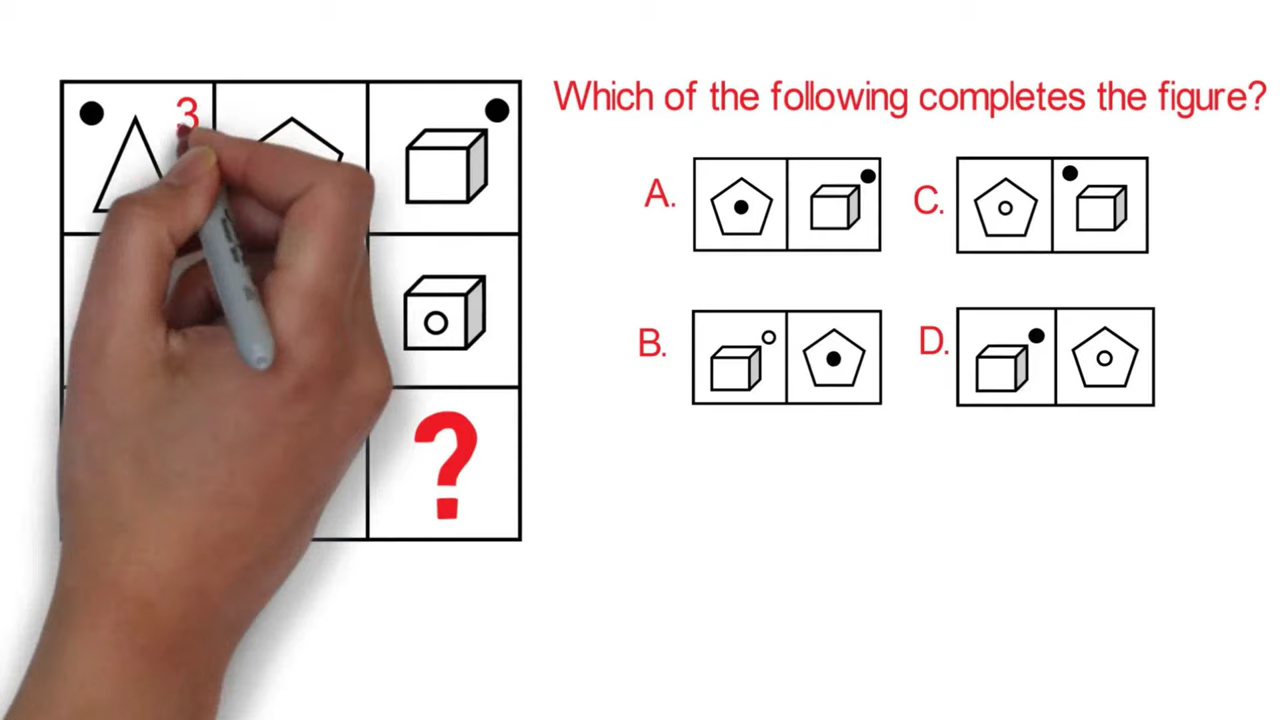 Which of the following completes the figure?
3
A.
C.
B.
D.
?